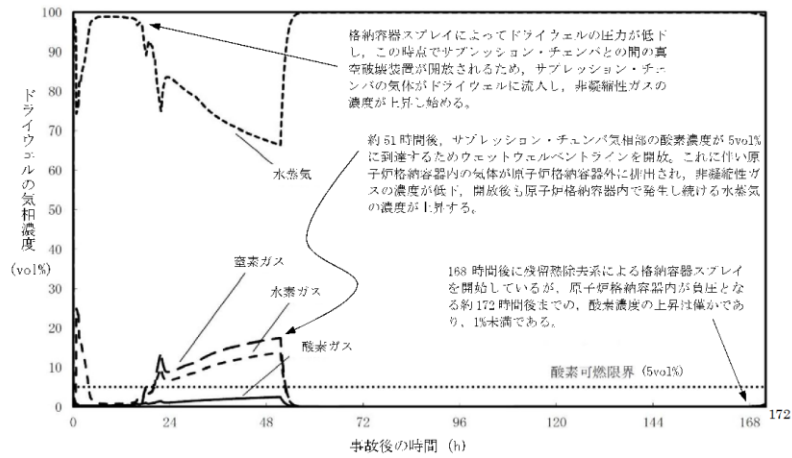 格納容器スプレイによってドライウェルの圧力が低下
し，この時点でサプレッション・チェンバとの間の真
空破壊装置が開放されるため，サプレッション・チェ
ンバの気体がドライウェルに流入し，非凝縮性ガスの
濃度が上昇し始める。
約51時間後，サプレッション・チェンバ気相部の酸素濃度が5vol%
に到達するためウェットウェルベントラインを開放。これに伴い原
子炉格納容器内の気体が原子炉格納容器外に排出され，非凝縮性ガ
スの濃度が低下，開放後も原子炉格納容器内で発生し続ける水蒸気
の濃度が上昇する。
168時間後に残留熱除去系による格納容器スプレイ
を開始しているが，原子炉格納容器内が負圧とな
る約172時間後までの，酸素濃度の上昇は僅かであ
り，1%未満である。
水蒸気
窒素ガス
水素ガス
酸素ガス
酸素可燃限界 (5vol%)
ドライウェルの気相濃度
(vol%)
100
90
80
70
60
50
40
30
20
10
0
0 24 48 72 96 120 144 168 172
事故後の時間 (h)